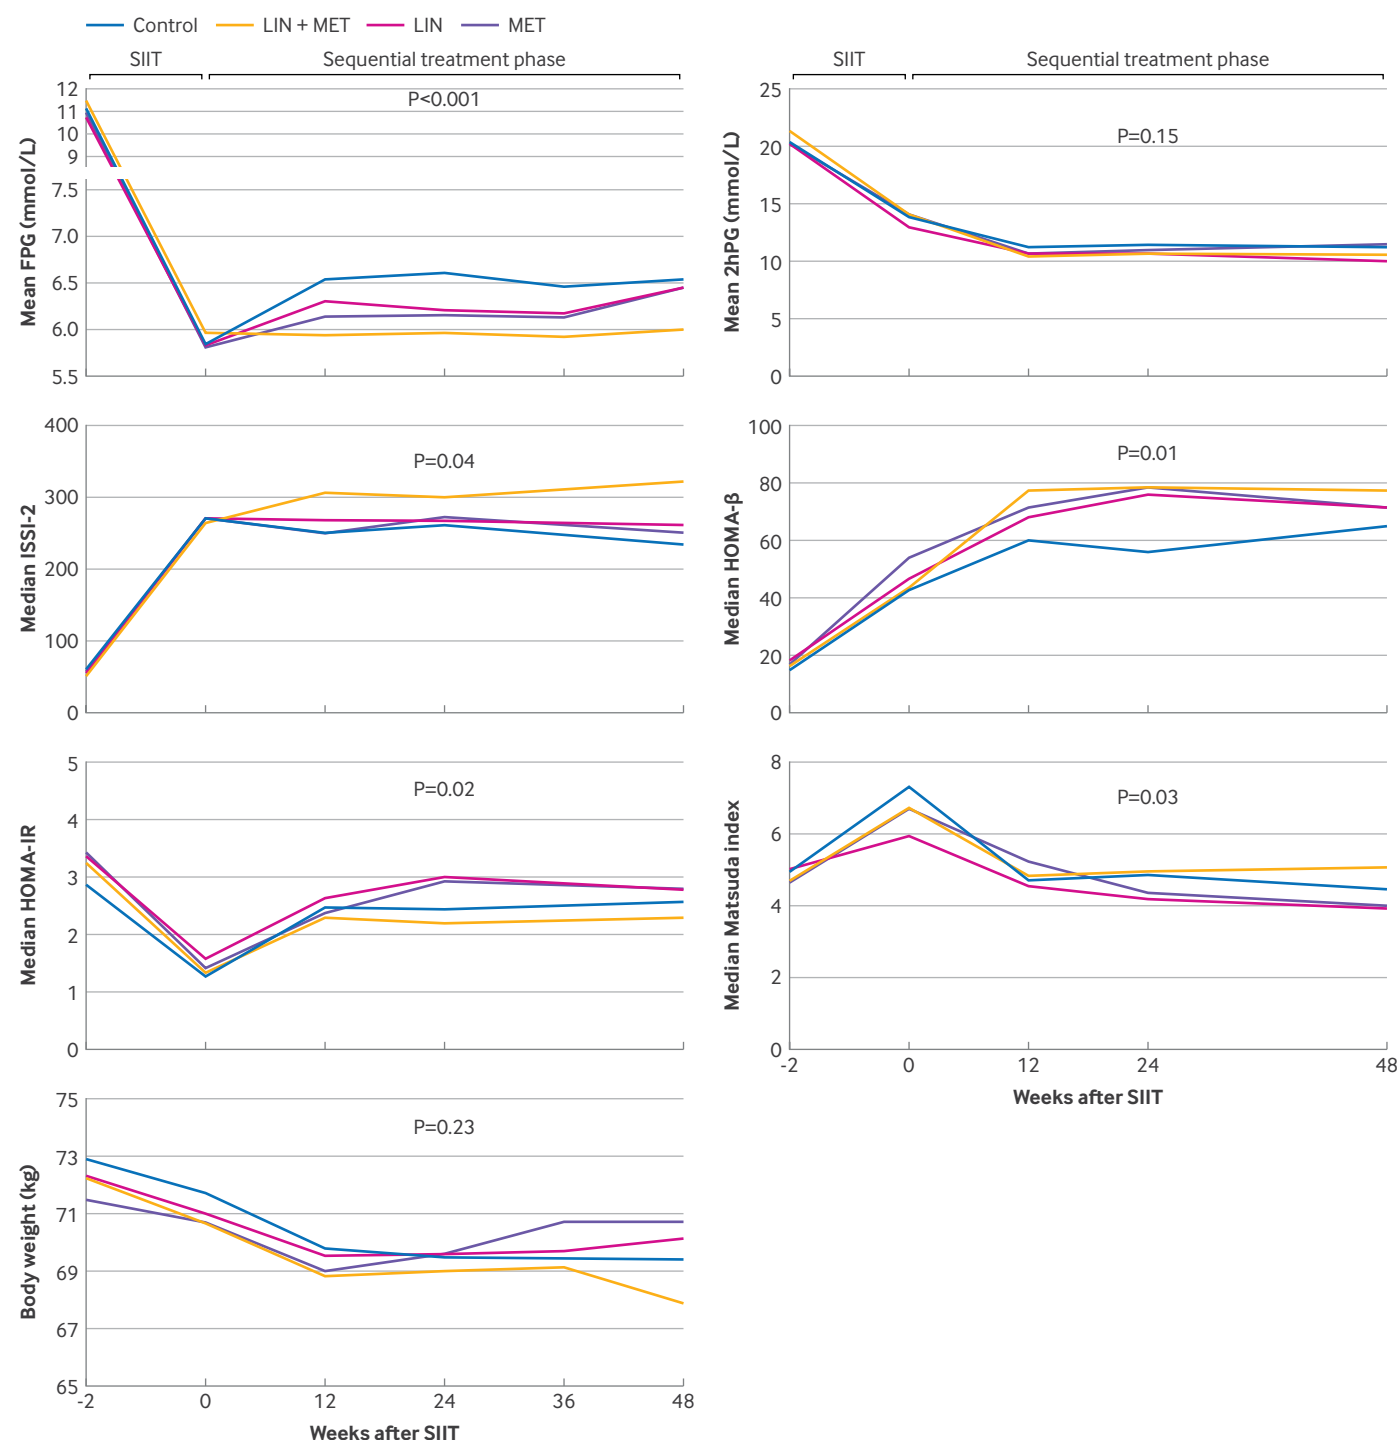 Control LIN + MET LIN MET
SIIT Sequential treatment phase
Mean FPG (mmol/L)
12
11
10
9
7.5
7.0
6.5
6.0
5.5
P<0.001
SIIT Sequential treatment phase
Mean 2hPG (mmol/L)
25
20
15
10
5
0
P=0.15
Median ISSI-2
400
300
200
100
0
P=0.04
Median HOMA-β
100
80
60
40
20
0
P=0.01
Median HOMA-IR
5
4
3
2
1
0
P=0.02
Median Matsuda index
8
6
4
2
0
P=0.03
-2 0 12 24 48
Weeks after SIIT
Body weight (kg)
75
73
71
69
67
65
P=0.23
-2 0 12 24 36 48
Weeks after SIIT